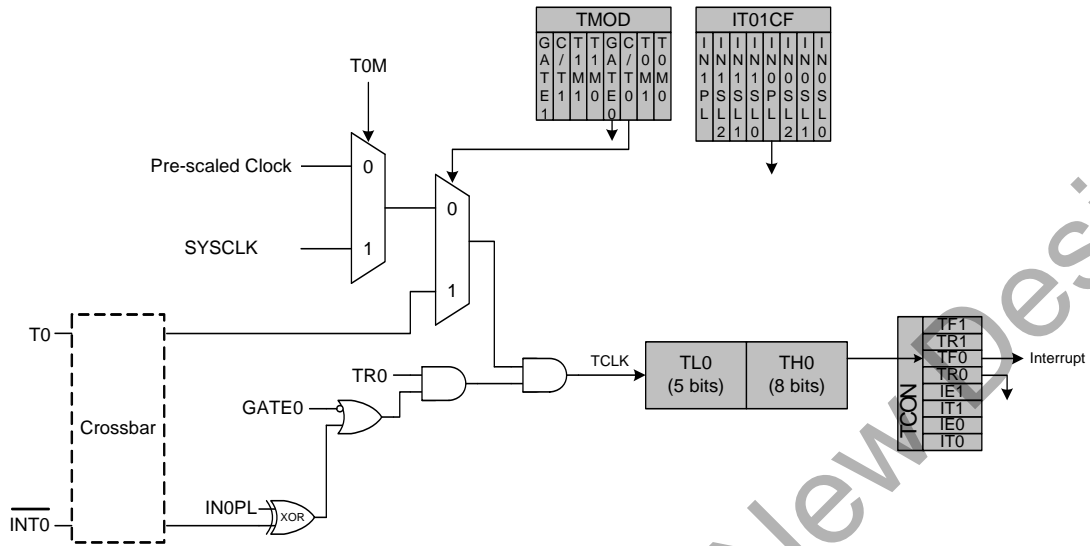 TMOD
GATE1
C/T1
T1M1
T1M0
GATE0
C/T0
T0M1
T0M0
IT01CF
IN1PL
IN1SL2
IN1SL1
IN1SL0
IN0PL
IN0SL2
IN0SL1
IN0SL0
T0M
Pre-scaled Clock
0
SYSCLK
1
0
1
T0
Crossbar
TR0
GATE0
IN0PL
XOR
INT0
TCLK
TL0
(5 bits)
TH0
(8 bits)
TCON
TF1
TR1
TF0
TR0
IE1
IT1
IE0
IT0
Interrupt
New Desi